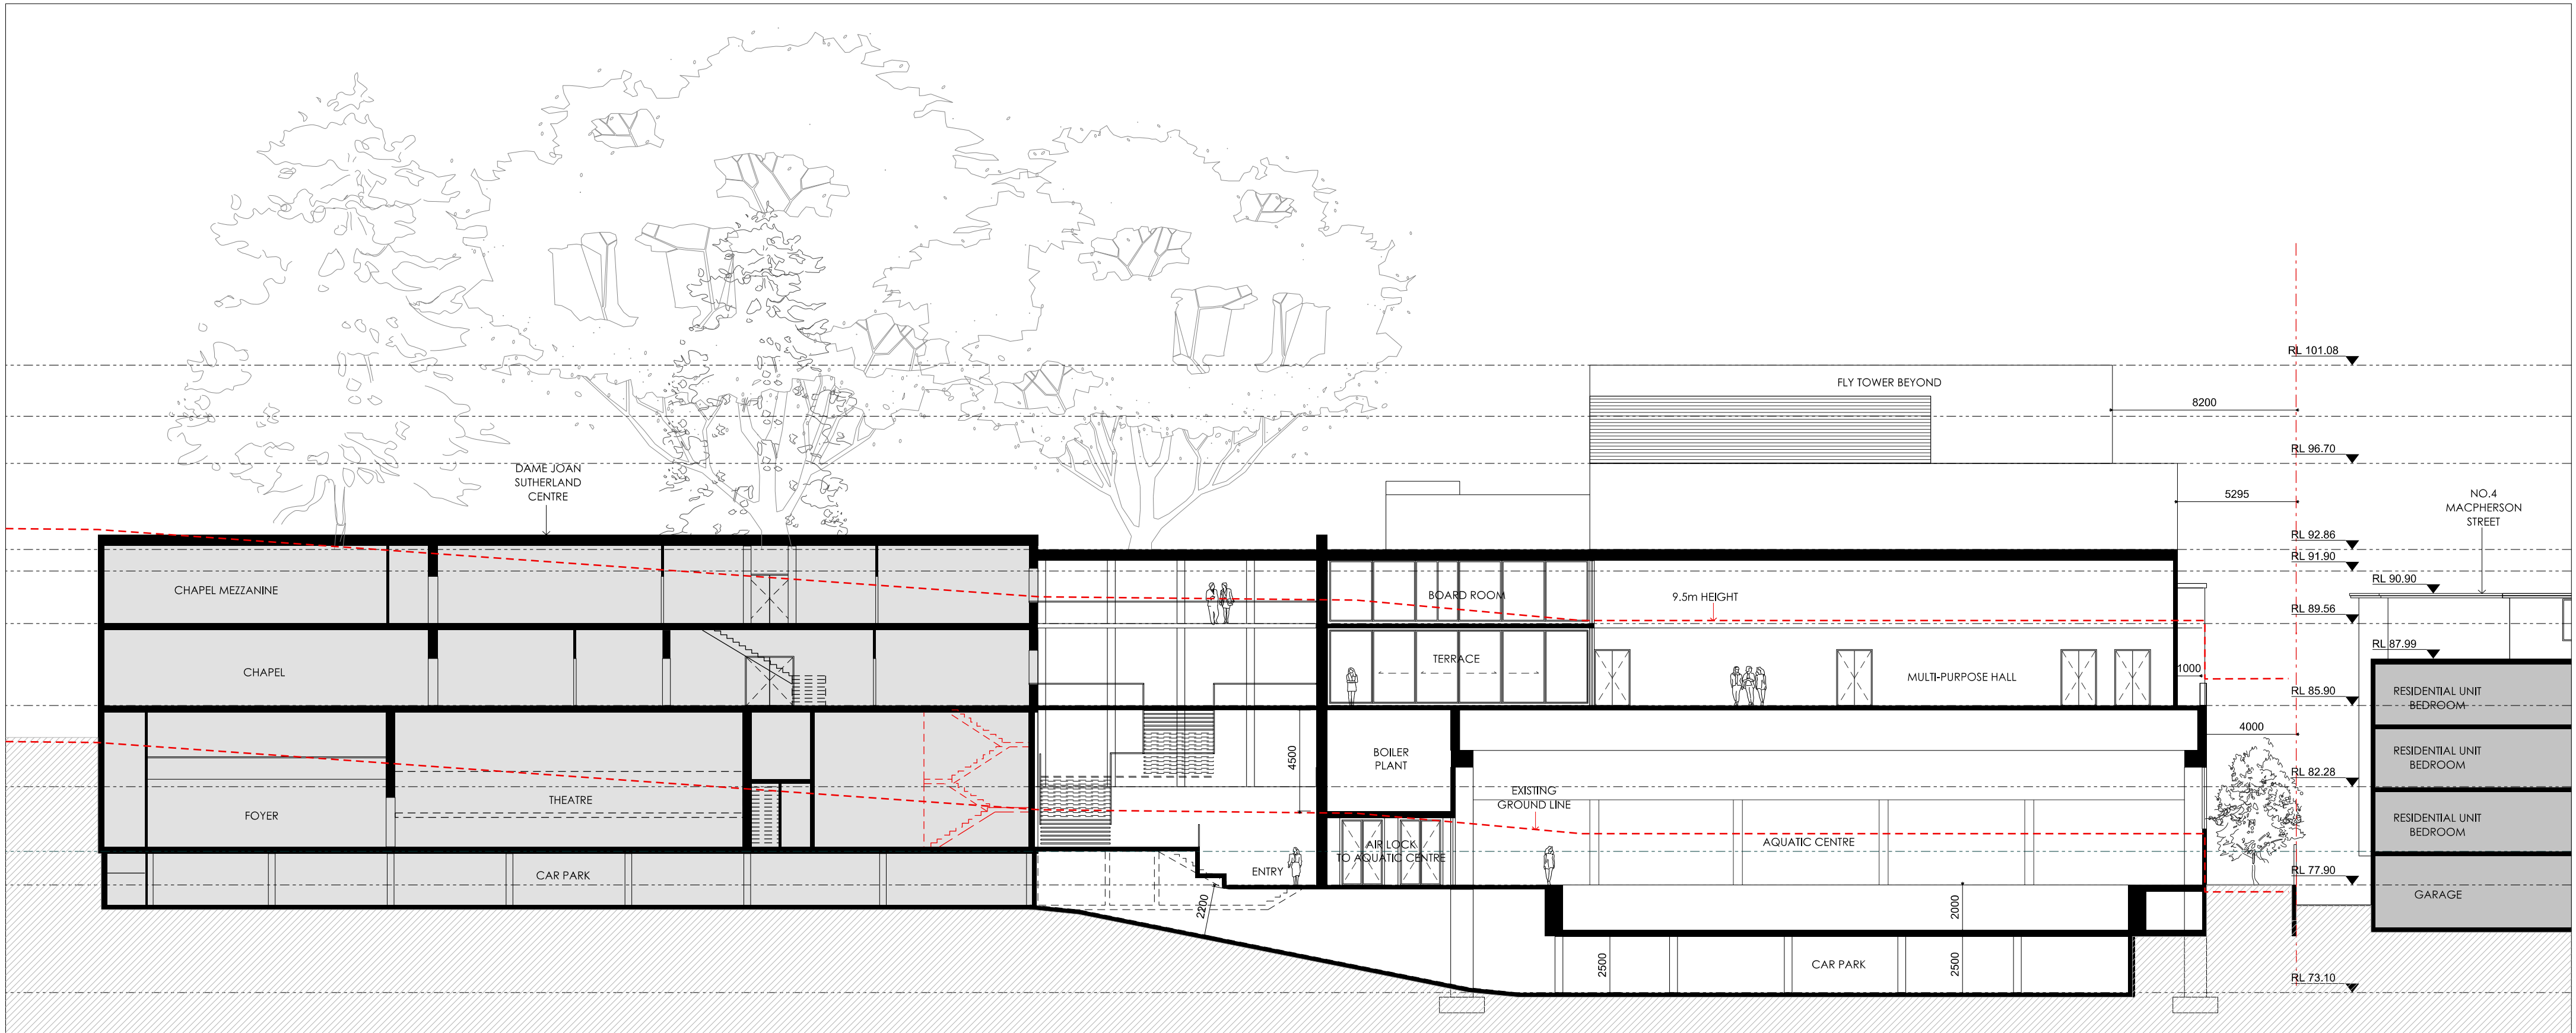 RL 101.08
FLY TOWER BEYOND
8200
RL 96.70
DAME JOAN
SUTHERLAND
CENTRE
5295
NO.4
MACPHERSON
STREET
RL 92.86
RL 91.90
RL 90.90
CHAPEL MEZZANINE
BOARD ROOM
9.5m HEIGHT
RL 89.56
RL 87.99
CHAPEL
TERRACE
MULTI-PURPOSE HALL
1000
RL 85.90
RESIDENTIAL UNIT
BEDROOM
4000
4500
BOILER
PLANT
RESIDENTIAL UNIT
BEDROOM
RL 82.28
EXISTING
GROUND LINE
THEATRE
FOYER
RESIDENTIAL UNIT
BEDROOM
AIR LOCK
TO AQUATIC CENTRE
AQUATIC CENTRE
ENTRY
CAR PARK
RL 77.90
GARAGE
2200
2000
2500
CAR PARK
2500
RL 73.10